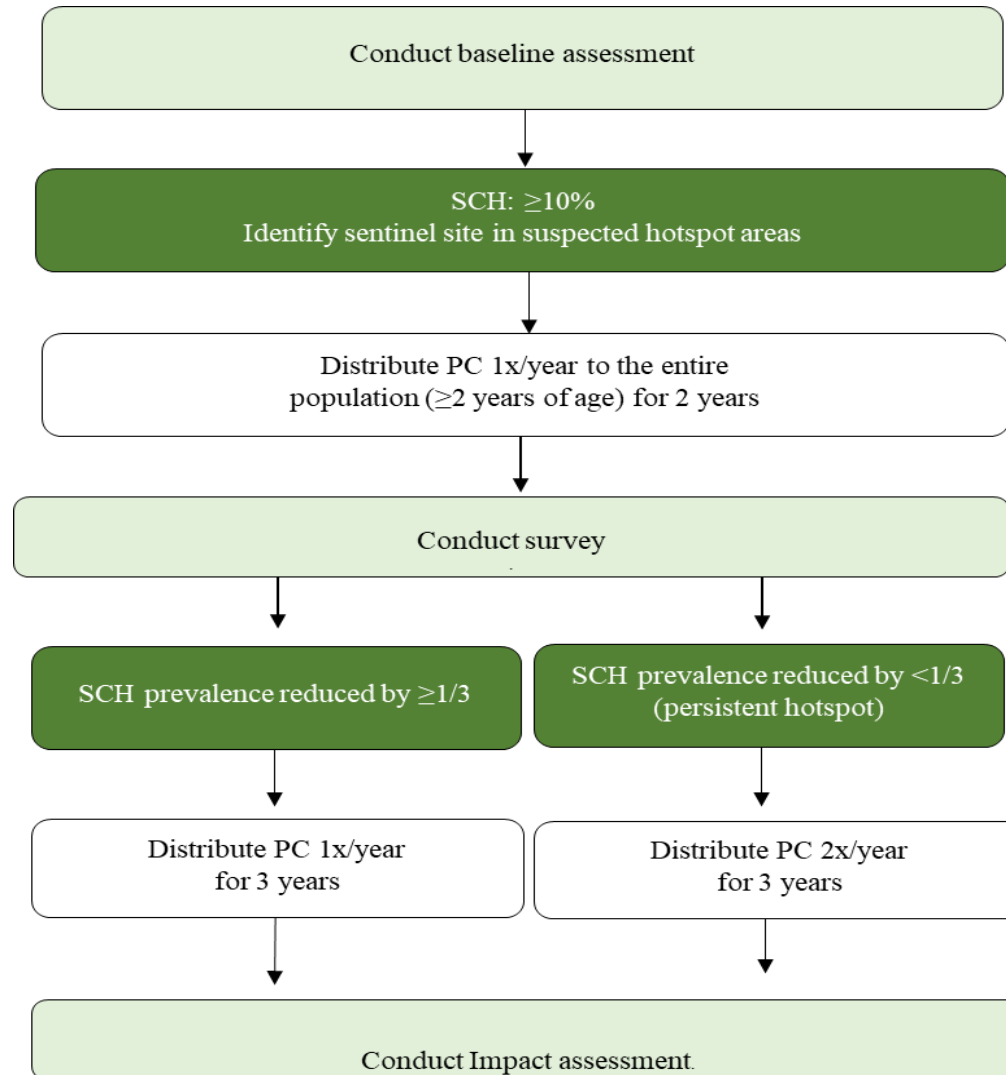 Conduct baseline assessment
SCH: ≥10%
Identify sentinel site in suspected hotspot areas
Distribute PC 1x/year to the entire
population (≥2 years of age) for 2 years
Conduct survey
.
SCH prevalence reduced by ≥1/3
SCH prevalence reduced by <1/3
(persistent hotspot)
Distribute PC 1x/year
for 3 years
Distribute PC 2x/year
for 3 years
Conduct Impact assessment.